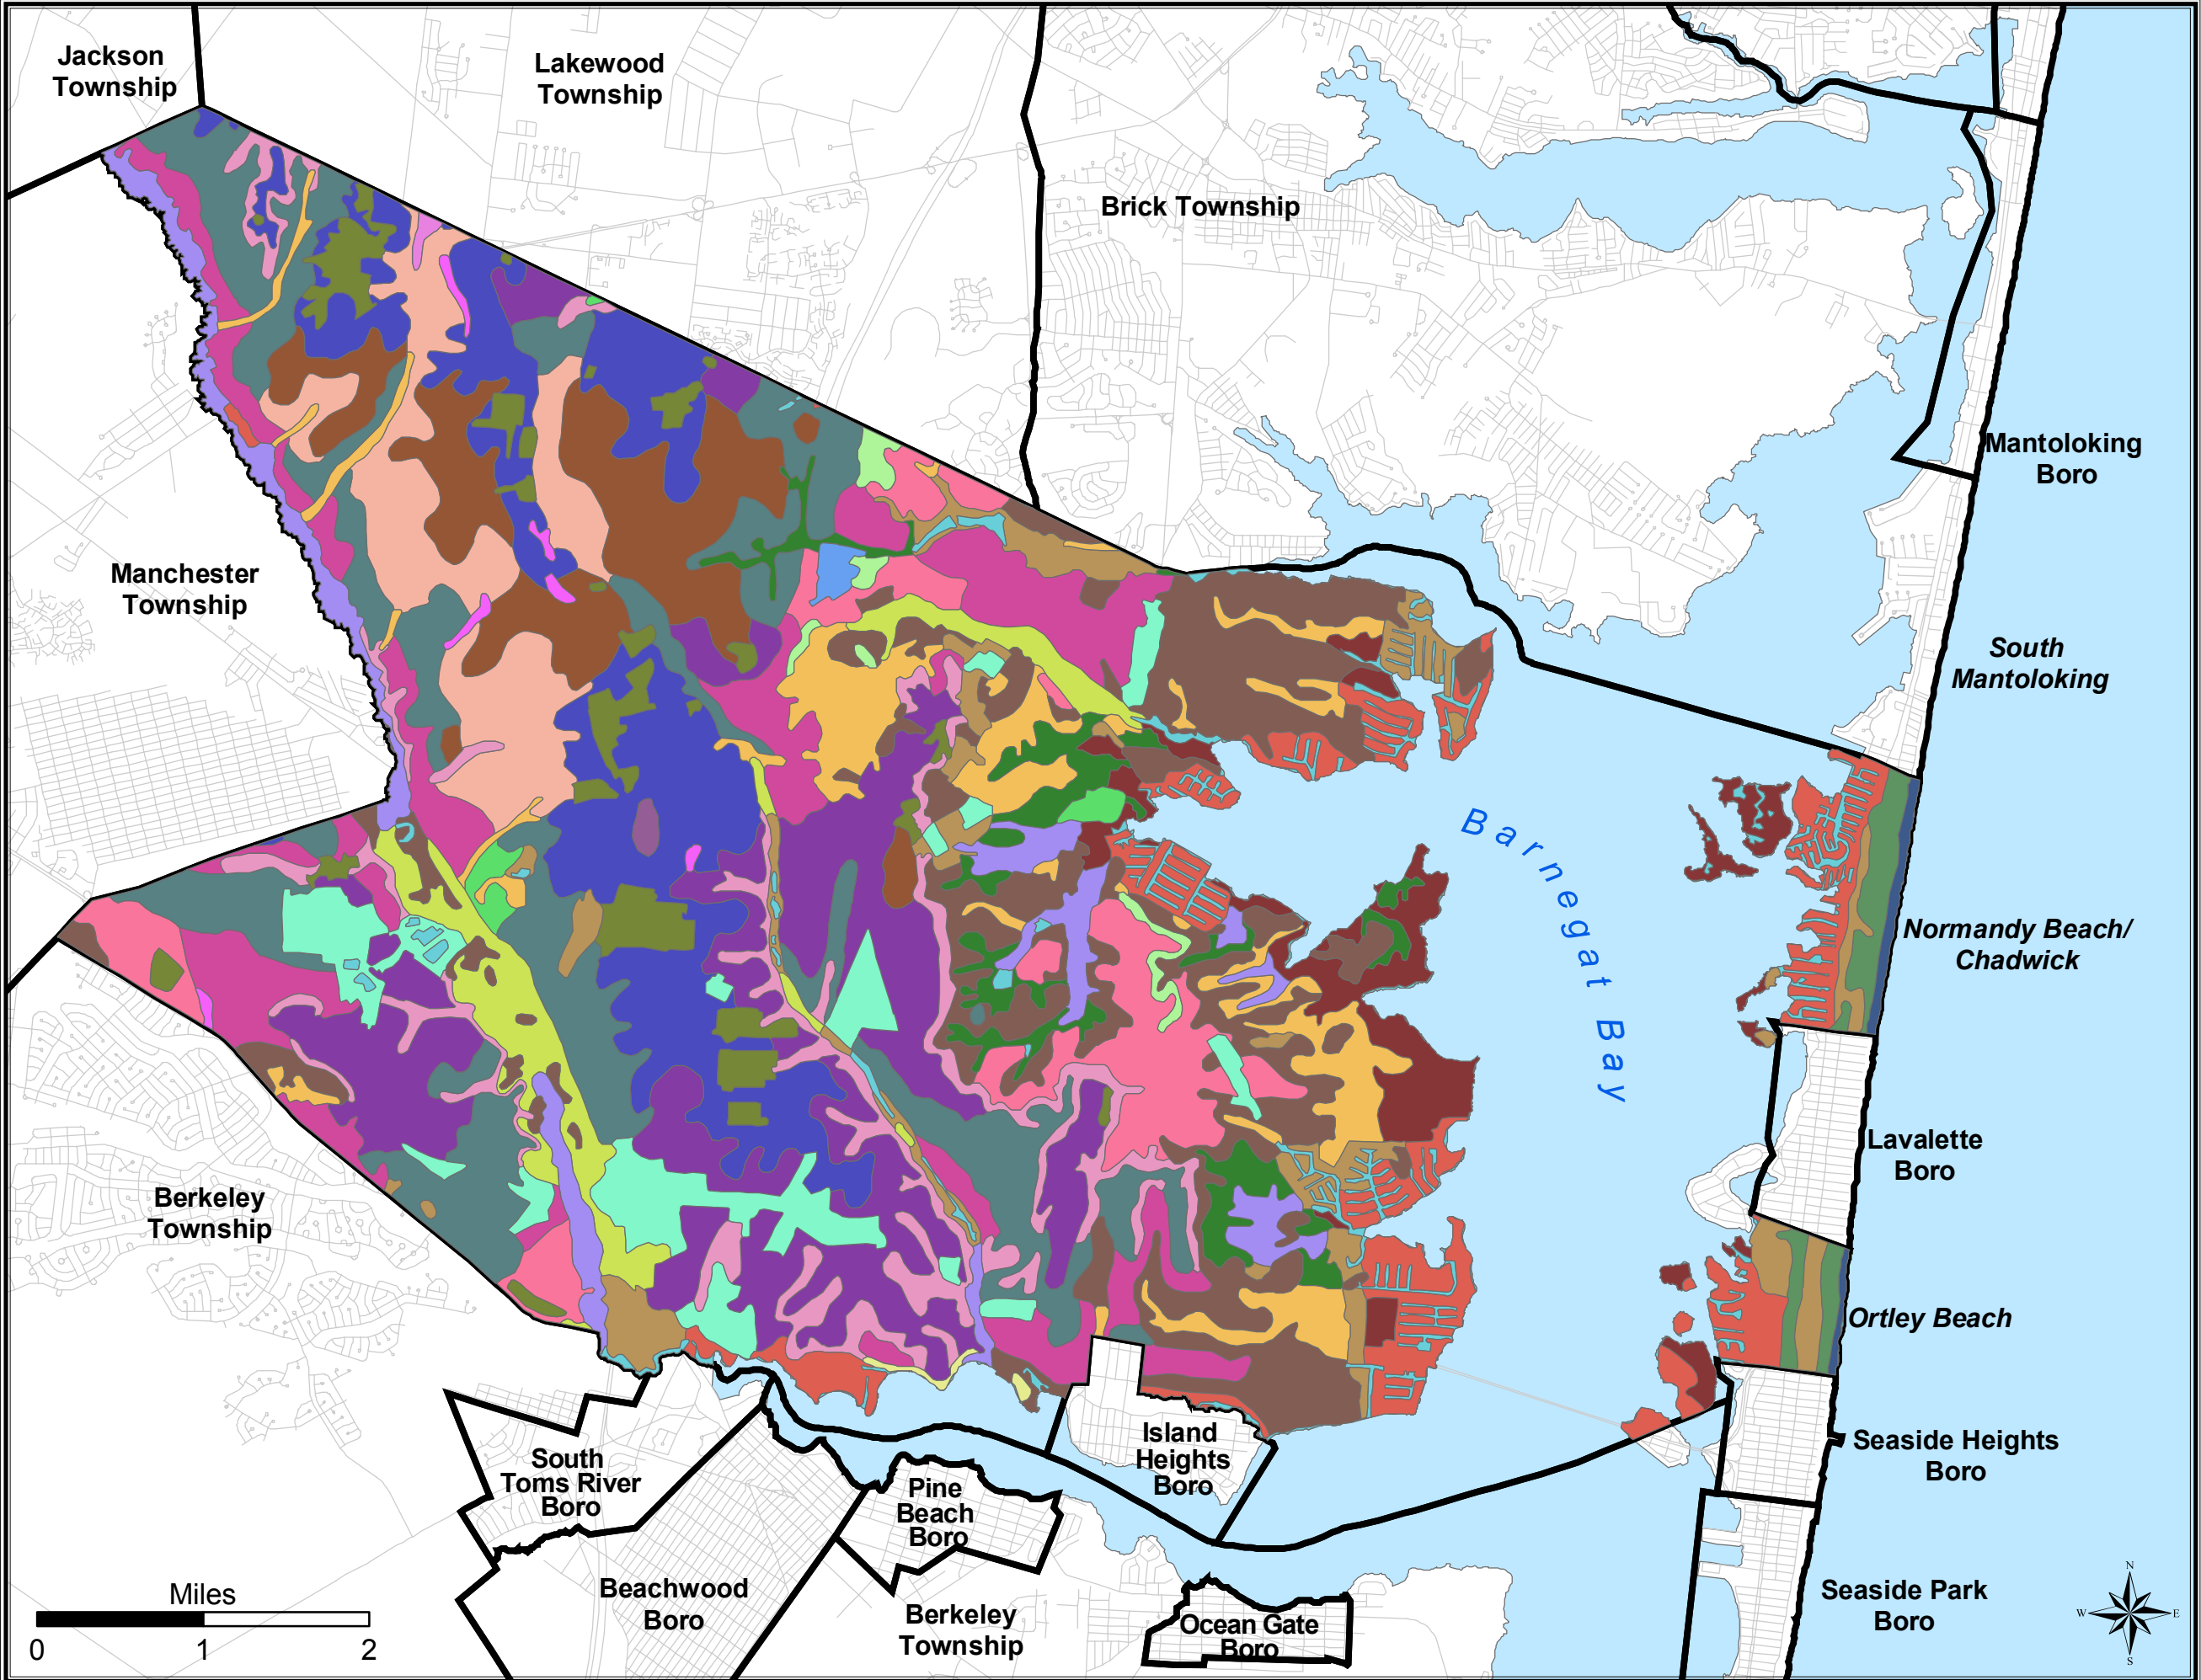 Jackson
Township
Lakewood
Township
Brick Township
Mantoloking
Boro
Manchester
Township
South
Mantoloking
Barnegat Bay
Normandy Beach/
Chadwick
Lavalette
Boro
Berkeley
Township
Ortley Beach
Island
Heights
Boro
Seaside Heights
Boro
South
Toms River
Boro
Pine
Beach
Boro
Beachwood
Boro
Berkeley
Township
Ocean Gate
Boro
Seaside Park
Boro
Miles
0 1 2
N
W E
S